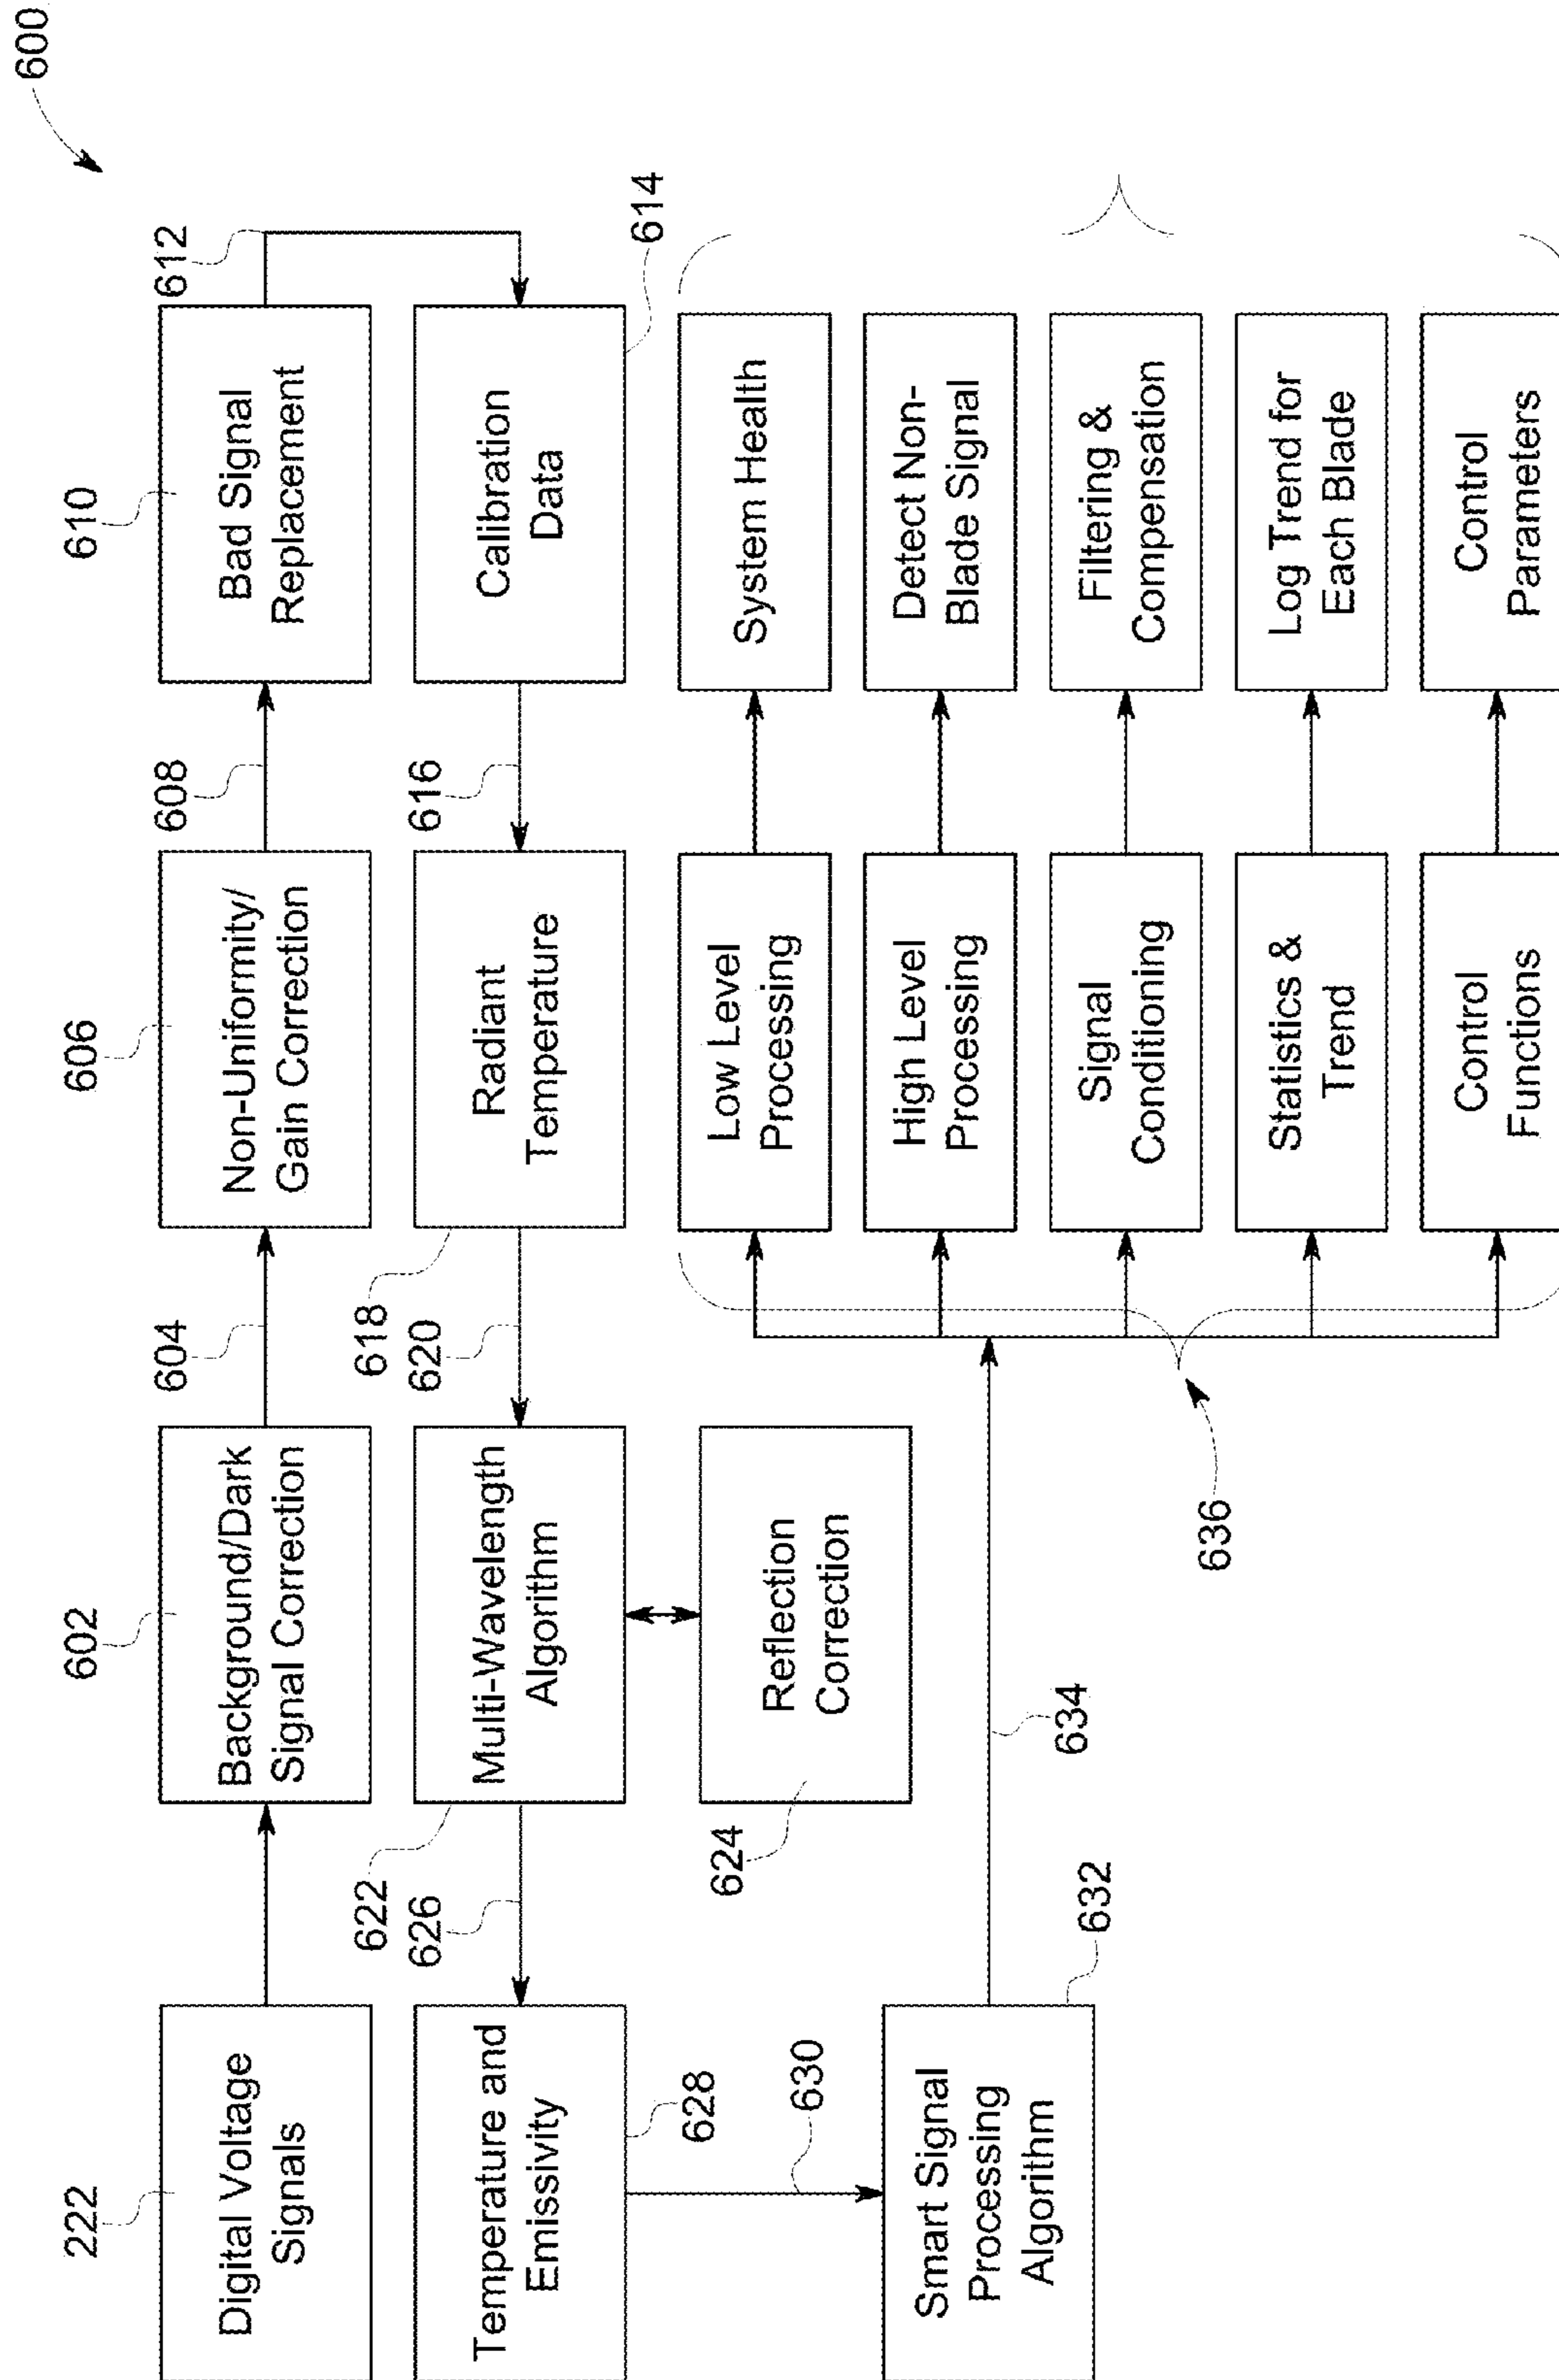 600
222
602
606
610
Digital Voltage
Signals
Background/Dark
Signal Correction
604
Non-Uniformity/
Gain Correction
608
Bad Signal
Replacement
612
Temperature and
Emissivity
622
626
Multi-Wavelength
Algorithm
618
620
Radiant
Temperature
616
Calibration
Data
614
628
630
624
Reflection
Correction
Smart Signal
Processing
Algorithm
632
634
636
Low Level
Processing
System Health
High Level
Processing
Detect Non-
Blade Signal
Signal
Conditioning
Filtering &
Compensation
Statistics &
Trend
Log Trend for
Each Blade
Control
Functions
Control
Parameters